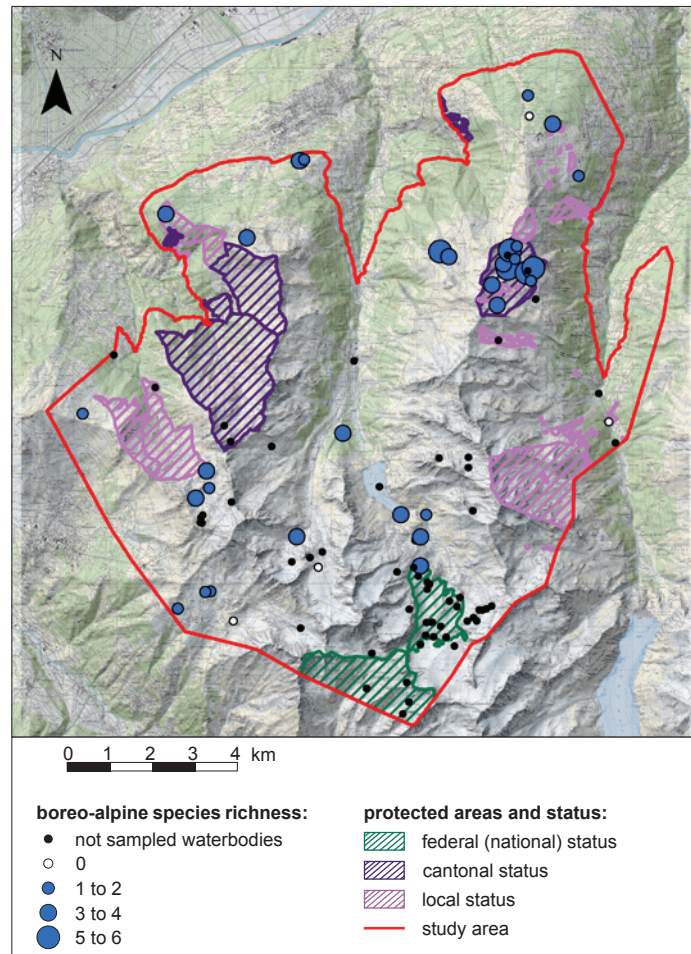 N
0 1 2 3 4 km
boreo-alpine species richness:
not sampled waterbodies
0
1 to 2
3 to 4
5 to 6
protected areas and status:
federal (national) status
cantonal status
local status
study area